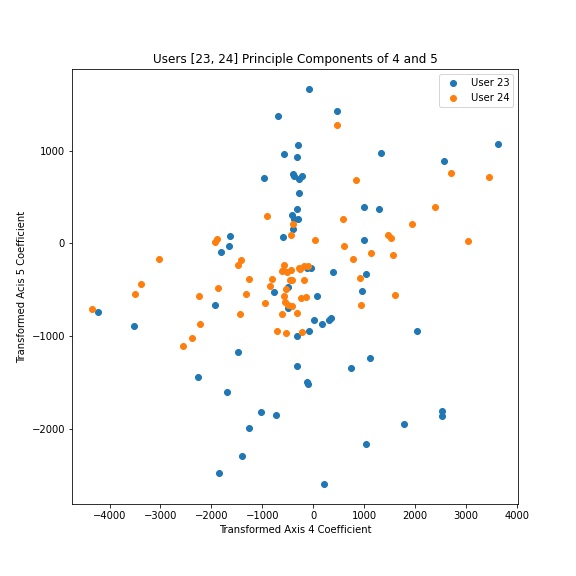 Users [23, 24] Principle Components of 4 and 5
User 23
User 24
Transformed Acis 5 Coefficient
1000
0
−1000
−2000
−4000 −3000 −2000 −1000 0 1000 2000 3000 4000
Transformed Axis 4 Coefficient